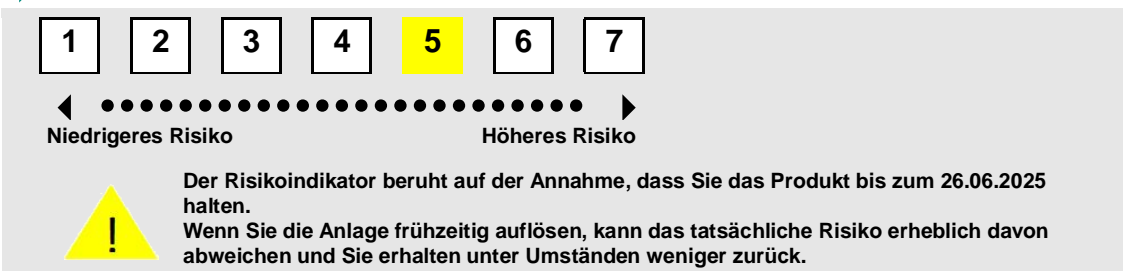 1 2 3 4 5 6 7
Niedrigeres Risiko Höheres Risiko
Der Risikoindikator beruht auf der Annahme, dass Sie das Produkt bis zum 26.06.2025
halten.
Wenn Sie die Anlage frühzeitig auflösen, kann das tatsächliche Risiko erheblich davon
abweichen und Sie erhalten unter Umständen weniger zurück.
!